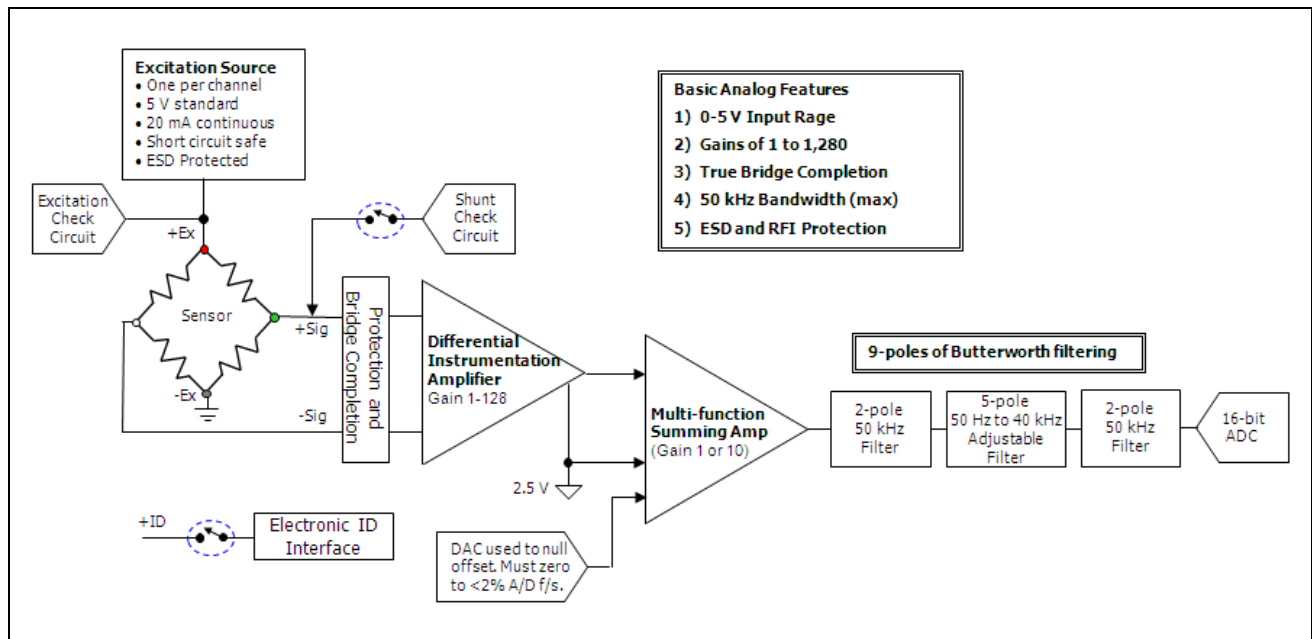 Excitation Source
• One per channel
• 5 V standard
• 20 mA continuous
• Short circuit safe
• ESD Protected
Basic Analog Features
1) 0-5 V Input Rage
2) Gains of 1 to 1,280
3) True Bridge Completion
4) 50 kHz Bandwidth (max)
5) ESD and RFI Protection
Excitation
Check
Circuit
+Ex
Shunt
Check
Circuit
Sensor
+Sig
-Ex
-Sig
Protection and
Bridge Completion
Differential
Instrumentation
Amplifier
Gain 1-128
Multi-function
Summing Amp
(Gain 1 or 10)
2.5 V
9-poles of Butterworth filtering
2-pole
50 kHz
Filter
5-pole
50 Hz to 40 kHz
Adjustable
Filter
2-pole
50 kHz
Filter
16-bit
ADC
+ID
Electronic ID
Interface
DAC used to null
offset. Must zero
to <2% A/D f/s.